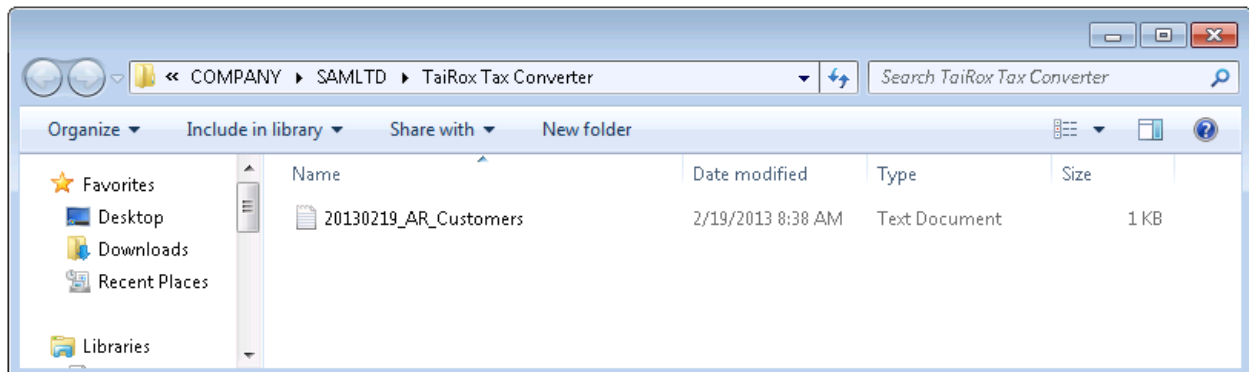 « COMPANY ▸ SAMLTD ▸ TaiRox Tax Converter Search TaiRox Tax Converter
Organize Include in library Share with New folder
Name Date modified Type Size
Favorites
20130219_AR_Customers 2/19/2013 8:38 AM Text Document 1 KB
Desktop
Downloads
Recent Places
Libraries